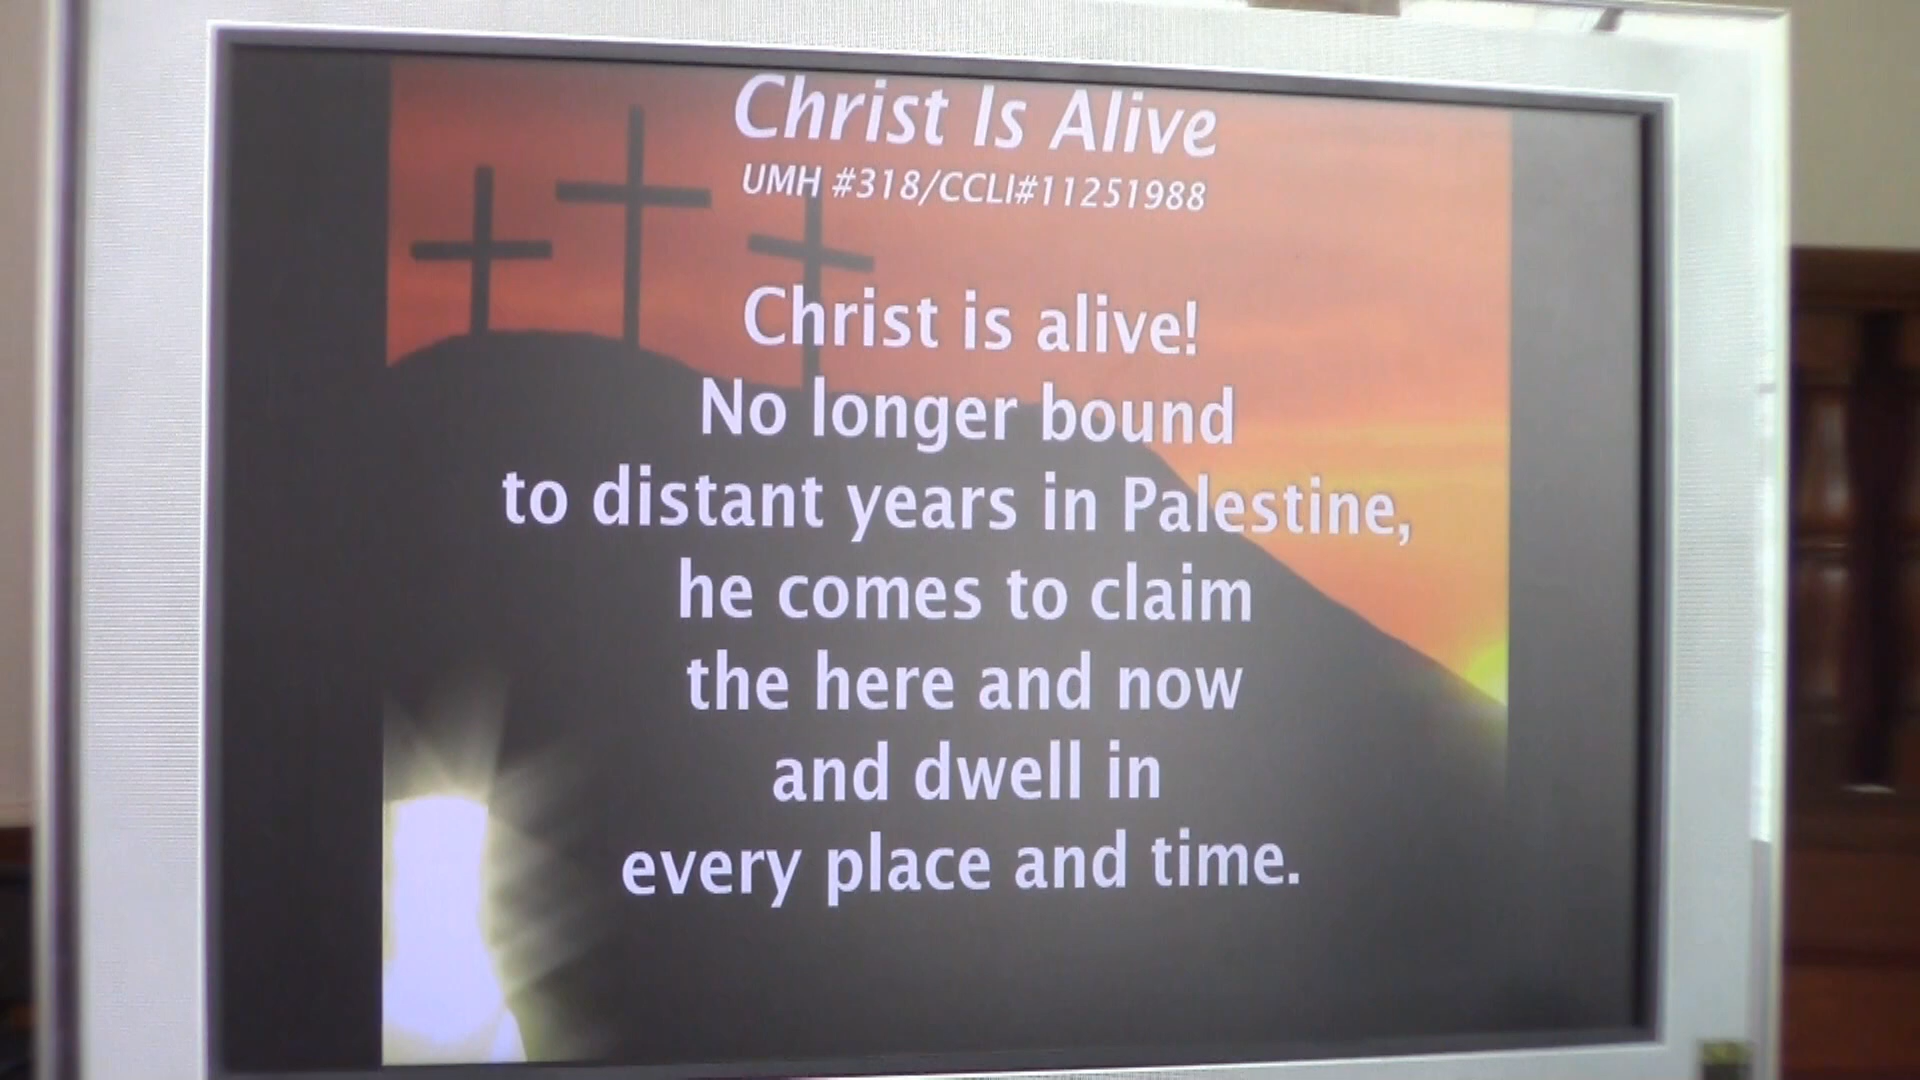 Christ Is Alive
UMH #318/CCLI#11251988
Christ is alive!
No longer bound
to distant years in Palestine,
he comes to claim
the here and now
and dwell in
every place and time.